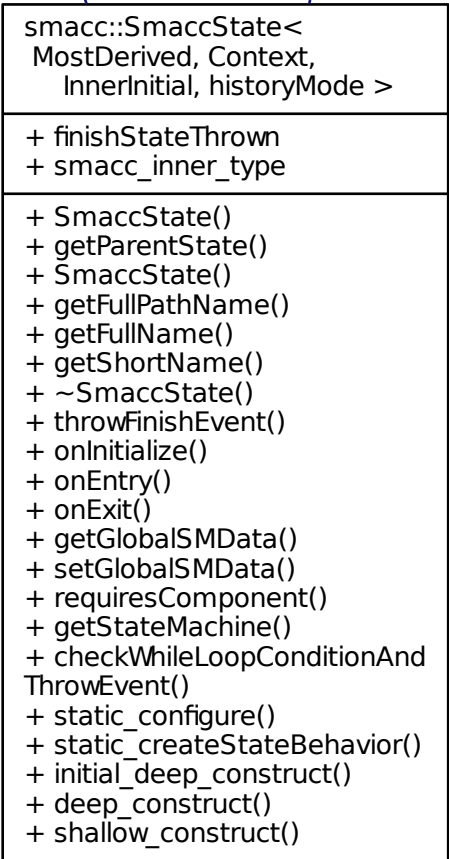 smacc::SmaccState<
MostDerived, Context,
InnerInitial, historyMode >
+ finishStateThrown
+ smacc_inner_type
+ SmaccState()
+ getParentState()
+ SmaccState()
+ getFullPathName()
+ getFullName()
+ getShortName()
+ ~SmaccState()
+ throwFinishEvent()
+ onInitialize()
+ onEntry()
+ onExit()
+ getGlobalSMData()
+ setGlobalSMData()
+ requiresComponent()
+ getStateMachine()
+ checkWhileLoopConditionAnd
ThrowEvent()
+ static_configure()
+ static_createStateBehavior()
+ initial_deep_construct()
+ deep_construct()
+ shallow_construct()